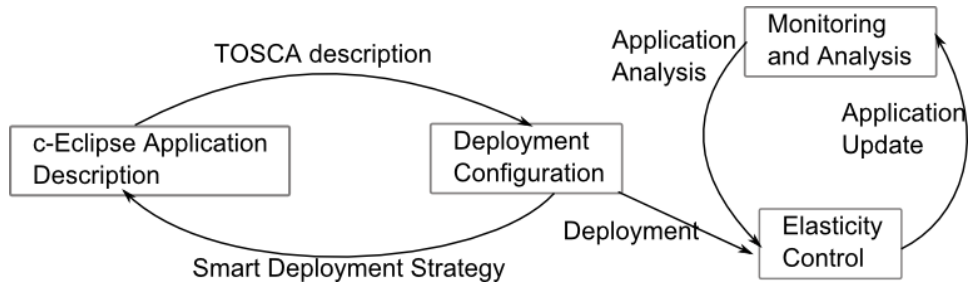 TOSCA description
c-Eclipse Application
Description
Deployment
Configuration
Smart Deployment Strategy
Deployment
Application
Analysis
Monitoring
and Analysis
Application
Update
Elasticity
Control